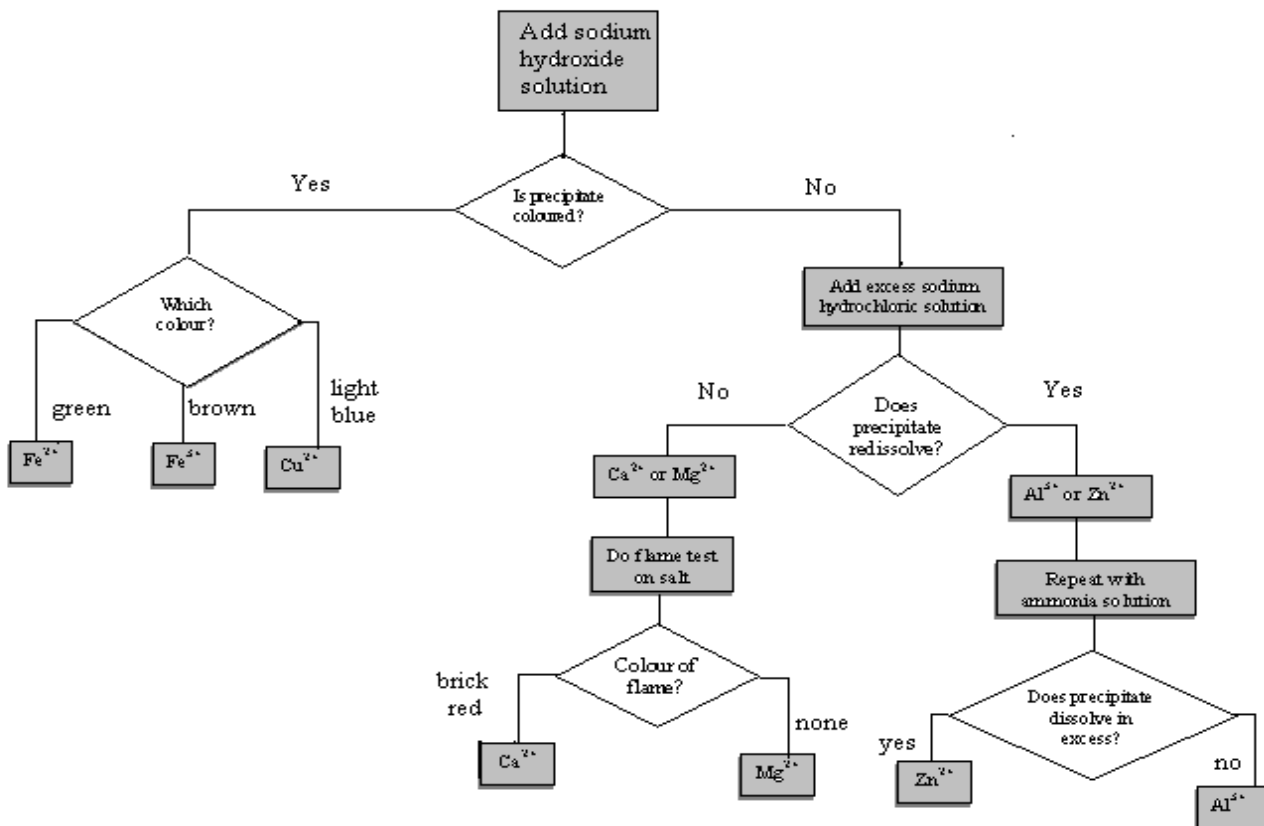 Add sodium
hydroxide
solution
Is precipitate
coloured?
Yes
No
Which
colour?
green
brown
light
blue
Fe²⁺
Fe³⁺
Cu²⁺
Add excess sodium
hydrochloric solution
Does
precipitate
redissolve?
No
Yes
Ca²⁺ or Mg²⁺
Do flame test
on salt
Colour of
flame?
brick
red
none
Ca²⁺
Mg²⁺
Al³⁺ or Zn²⁺
Repeat with
ammonia solution
Does precipitate
dissolve in
excess?
yes
no
Zn²⁺
Al³⁺